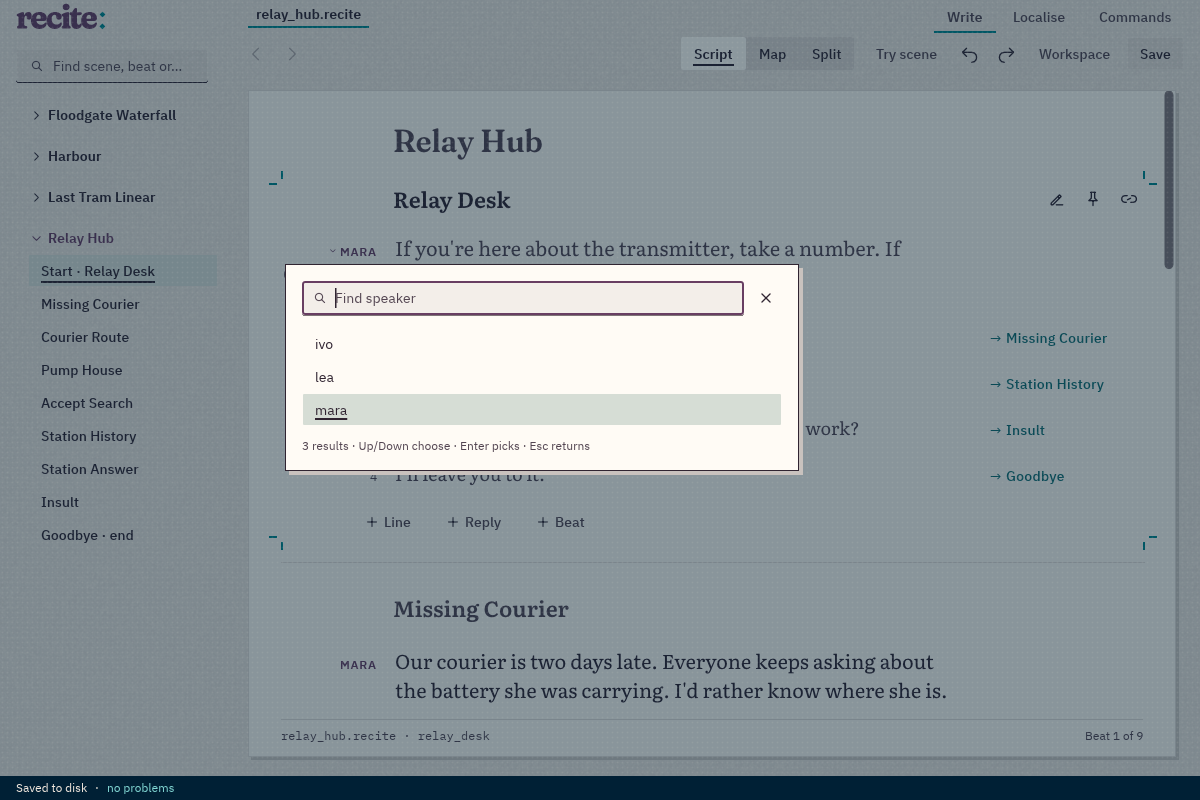 recite:
relay_hub.recite
Write
Localise
Commands
Find scene, beat or...
Script
Map
Split
Try scene
Workspace
Save
Floodgate Waterfall
Harbour
Last Tram Linear
Relay Hub
Start · Relay Desk
Missing Courier
Courier Route
Pump House
Accept Search
Station History
Station Answer
Insult
Goodbye · end
Relay Hub
Relay Desk
MARA
If you're here about the transmitter, take a number. If
Find speaker
ivo
lea
mara
3 results · Up/Down choose · Enter picks · Esc returns
→ Missing Courier
→ Station History
work?
→ Insult
4 I'll leave you to it.
→ Goodbye
+ Line
+ Reply
+ Beat
Missing Courier
MARA
Our courier is two days late. Everyone keeps asking about
the battery she was carrying. I'd rather know where she is.
relay_hub.recite · relay_desk
Beat 1 of 9
Saved to disk · no problems